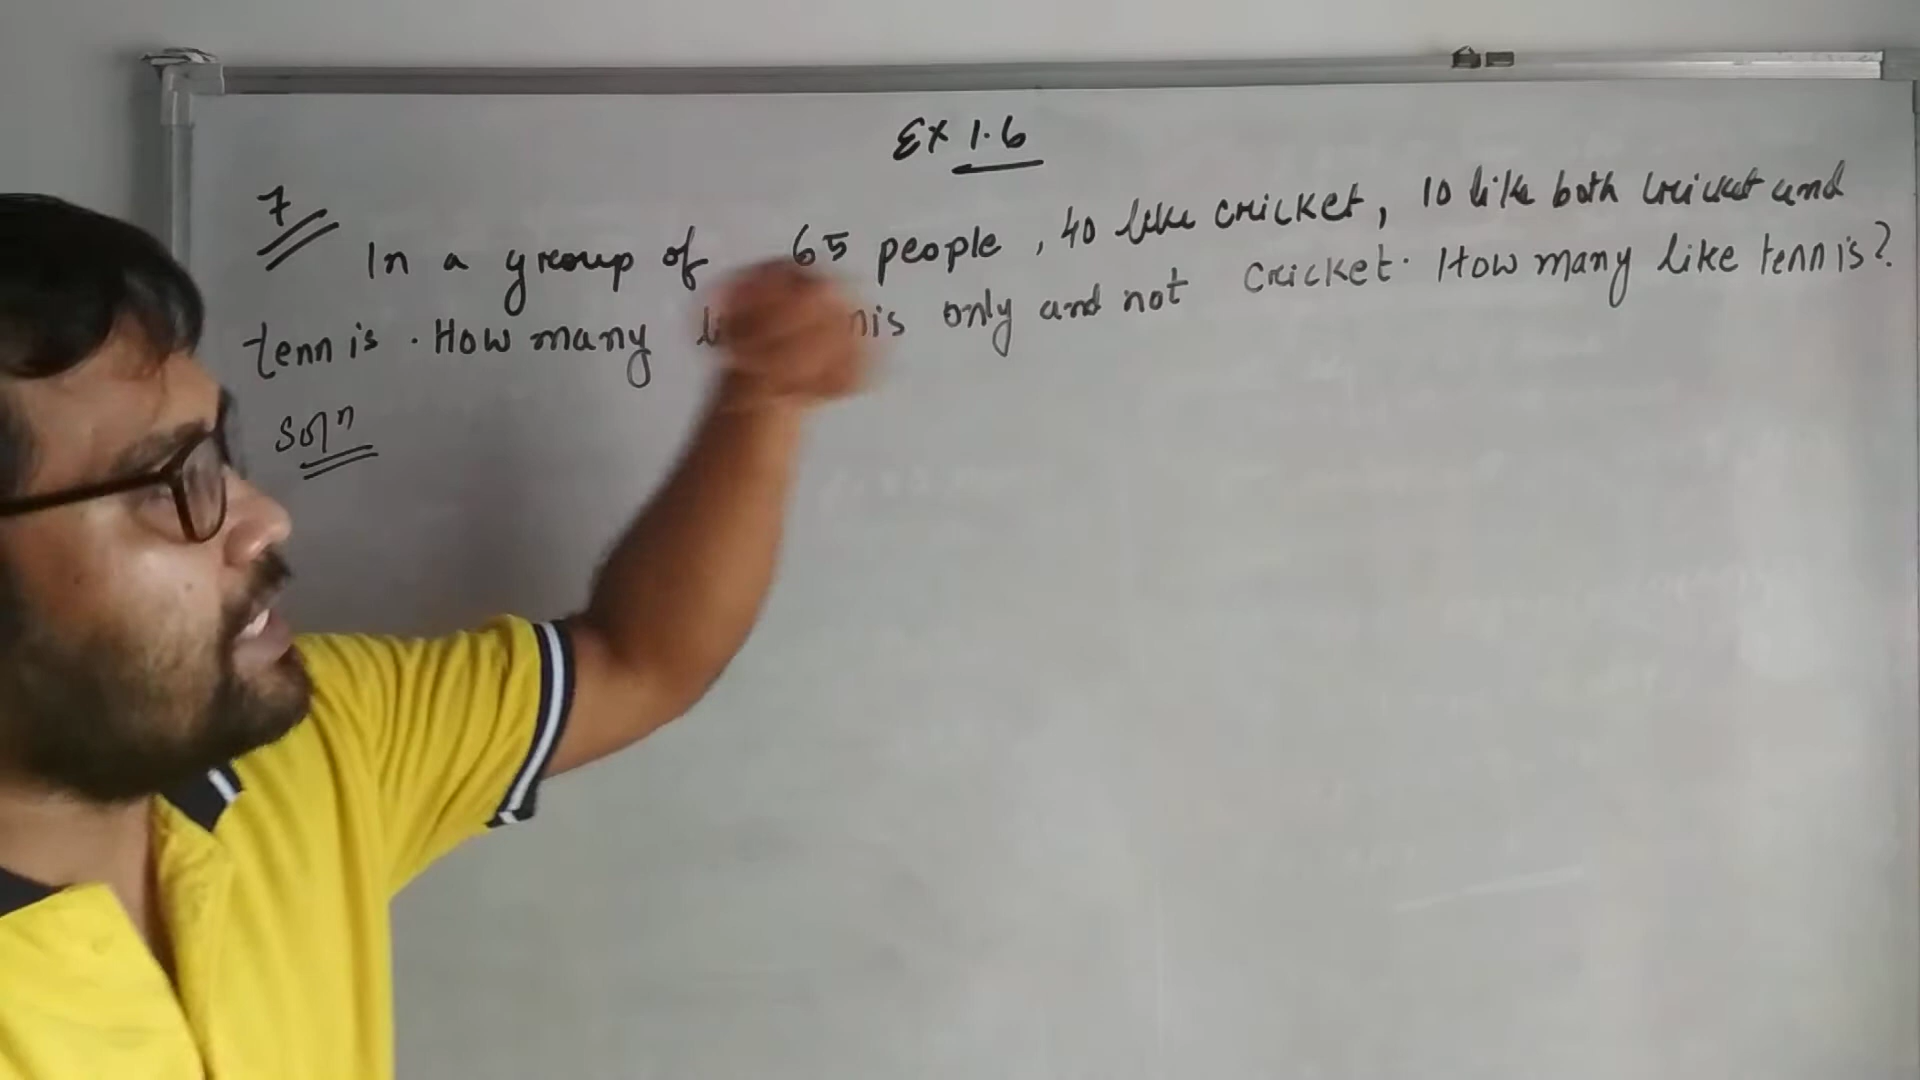 Ex 1.6
7 In a group of 65 people, 40 like cricket, 10 like both cricket and
tennis. How many only and not cricket. How many like tennis?
Solⁿ